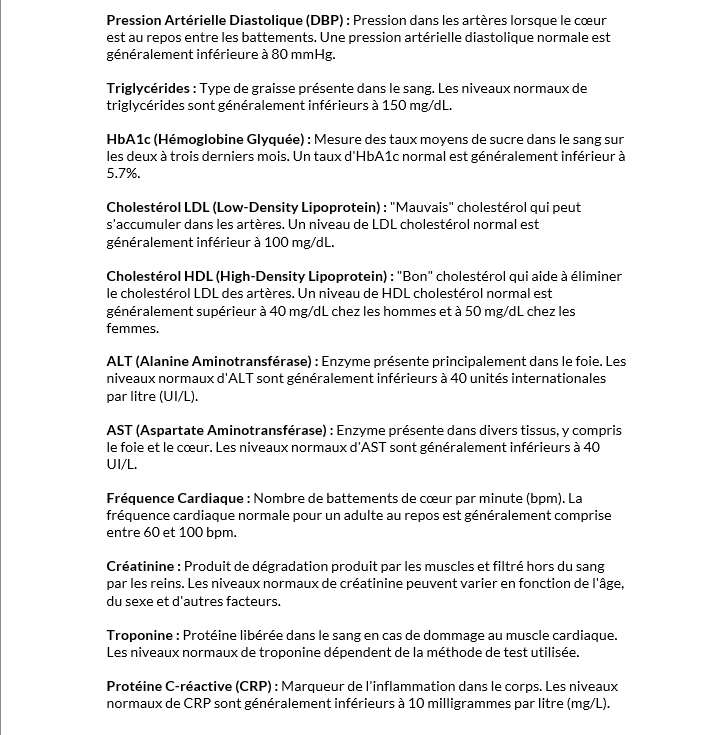 Pression Artérielle Diastolique (DBP) : Pression dans les artères lorsque le cœur
est au repos entre les battements. Une pression artérielle diastolique normale est
généralement inférieure à 80 mmHg.
Triglycérides : Type de graisse présente dans le sang. Les niveaux normaux de
triglycérides sont généralement inférieurs à 150 mg/dL.
HbA1c (Hémoglobine Glyquée) : Mesure des taux moyens de sucre dans le sang sur
les deux à trois derniers mois. Un taux d'HbA1c normal est généralement inférieur à
5.7%.
Cholestérol LDL (Low-Density Lipoprotein) : "Mauvais" cholestérol qui peut
s'accumuler dans les artères. Un niveau de LDL cholestérol normal est
généralement inférieur à 100 mg/dL.
Cholestérol HDL (High-Density Lipoprotein) : "Bon" cholestérol qui aide à éliminer
le cholestérol LDL des artères. Un niveau de HDL cholestérol normal est
généralement supérieur à 40 mg/dL chez les hommes et à 50 mg/dL chez les
femmes.
ALT (Alanine Aminotransférase) : Enzyme présente principalement dans le foie. Les
niveaux normaux d'ALT sont généralement inférieurs à 40 unités internationales
par litre (UI/L).
AST (Aspartate Aminotransférase) : Enzyme présente dans divers tissus, y compris
le foie et le cœur. Les niveaux normaux d'AST sont généralement inférieurs à 40
UI/L.
Fréquence Cardiaque : Nombre de battements de cœur par minute (bpm). La
fréquence cardiaque normale pour un adulte au repos est généralement comprise
entre 60 et 100 bpm.
Créatinine : Produit de dégradation produit par les muscles et filtré hors du sang
par les reins. Les niveaux normaux de créatinine peuvent varier en fonction de l'âge,
du sexe et d'autres facteurs.
Troponine : Protéine libérée dans le sang en cas de dommage au muscle cardiaque.
Les niveaux normaux de troponine dépendent de la méthode de test utilisée.
Protéine C-réactive (CRP) : Marqueur de l'inflammation dans le corps. Les niveaux
normaux de CRP sont généralement inférieurs à 10 milligrammes par litre (mg/L).